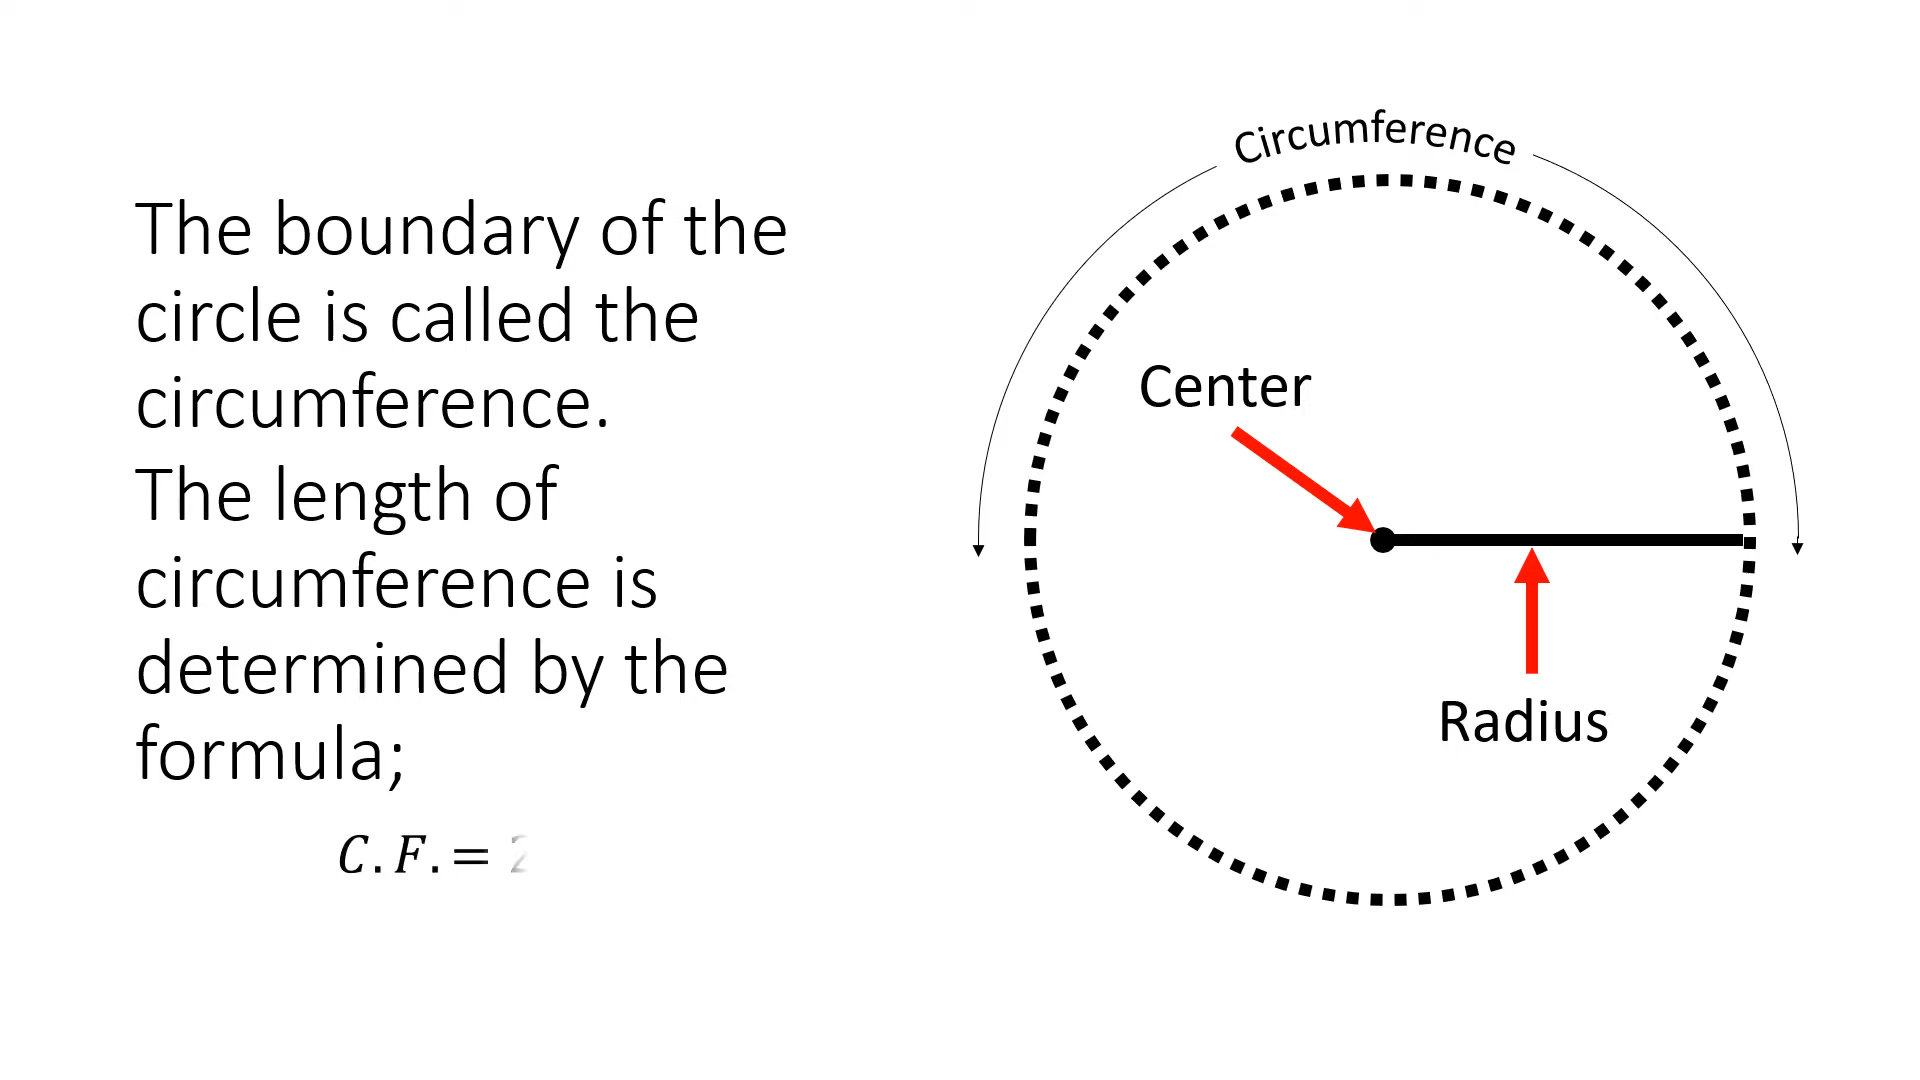 The boundary of the
circle is called the
circumference.
The length of
circumference is
determined by the
formula;
C.F.= 2
Circumference
Center
Radius